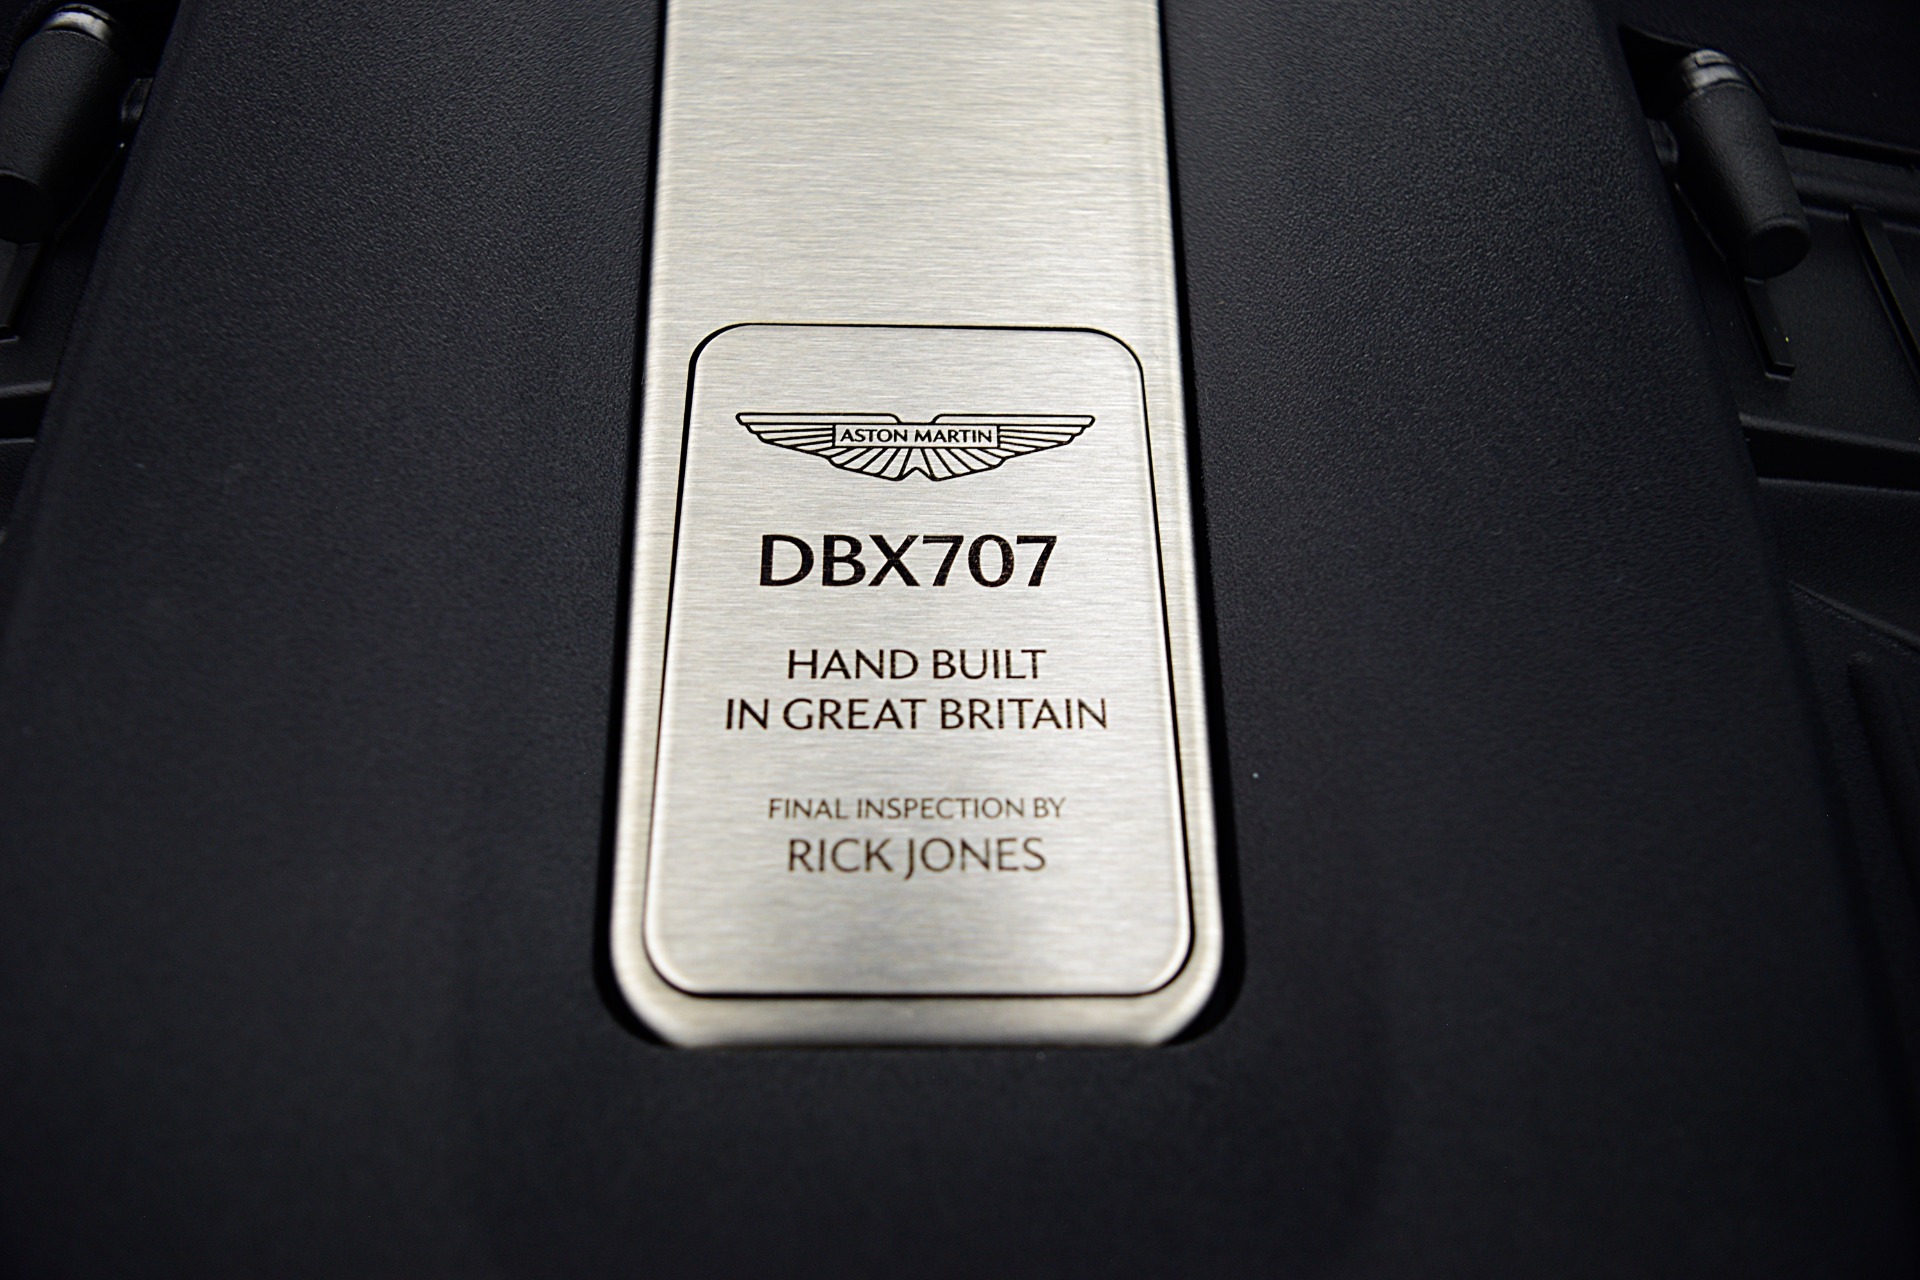 ASTON MARTIN
DBX707
HAND BUILT
IN GREAT BRITAIN
FINAL INSPECTION BY
RICK JONES